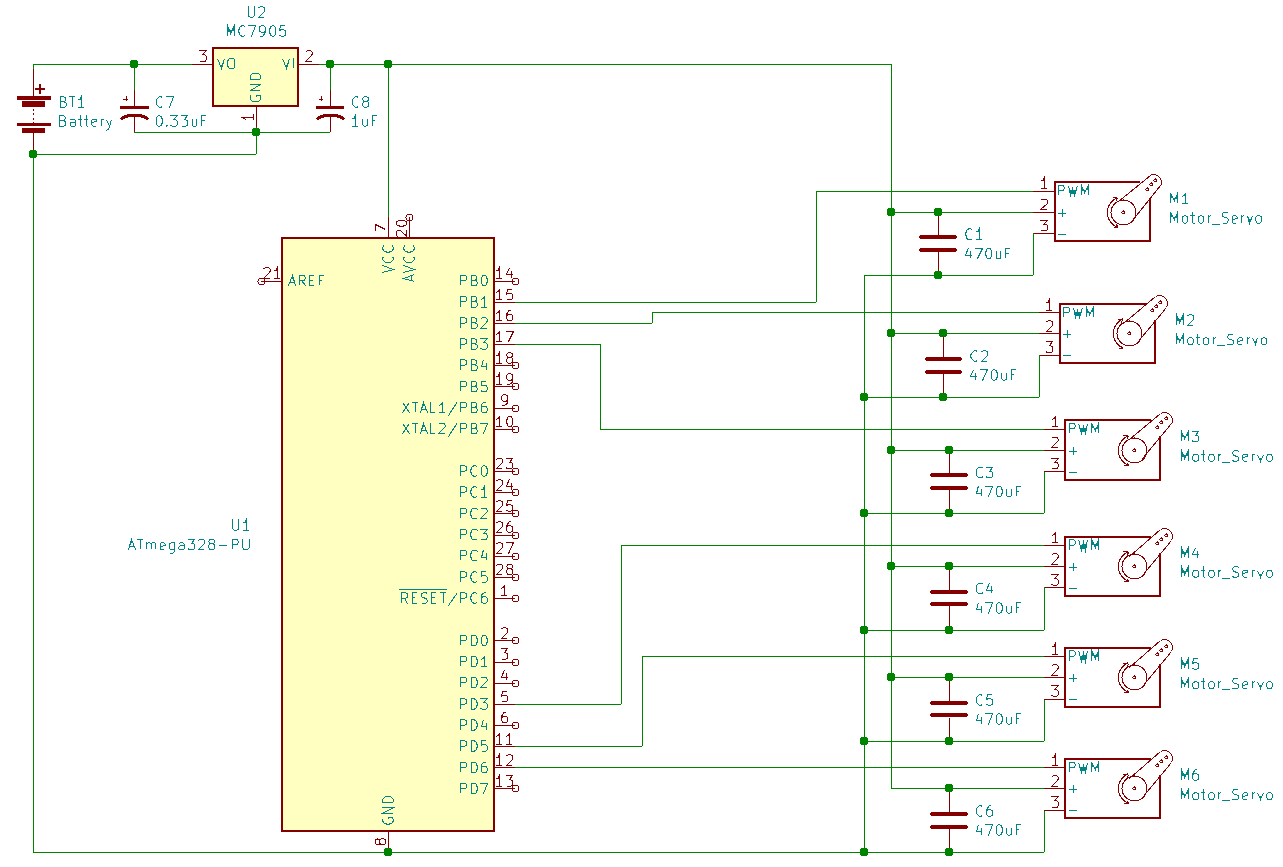 U2
MC7905
3
VO
VI
2
GND
1
+
BT1
Battery
+
C7
0.33uF
+
C8
1uF
7
VCC
20
AVCC
21
AREF
U1
ATmega328-PU
PB0
14
PB1
15
PB2
16
PB3
17
PB4
18
PB5
19
XTAL1/PB6
9
XTAL2/PB7
10
PC0
23
PC1
24
PC2
25
PC3
26
PC4
27
PC5
28
RESET/PC6
1
PD0
2
PD1
3
PD2
4
PD3
5
PD4
6
PD5
11
PD6
12
PD7
13
GND
8
1
PWM
2
+
3
-
M1
Motor_Servo
C1
470uF
1
PWM
2
+
3
-
M2
Motor_Servo
C2
470uF
1
PWM
2
+
3
-
M3
Motor_Servo
C3
470uF
1
PWM
2
+
3
-
M4
Motor_Servo
C4
470uF
1
PWM
2
+
3
-
M5
Motor_Servo
C5
470uF
1
PWM
2
+
3
-
M6
Motor_Servo
C6
470uF